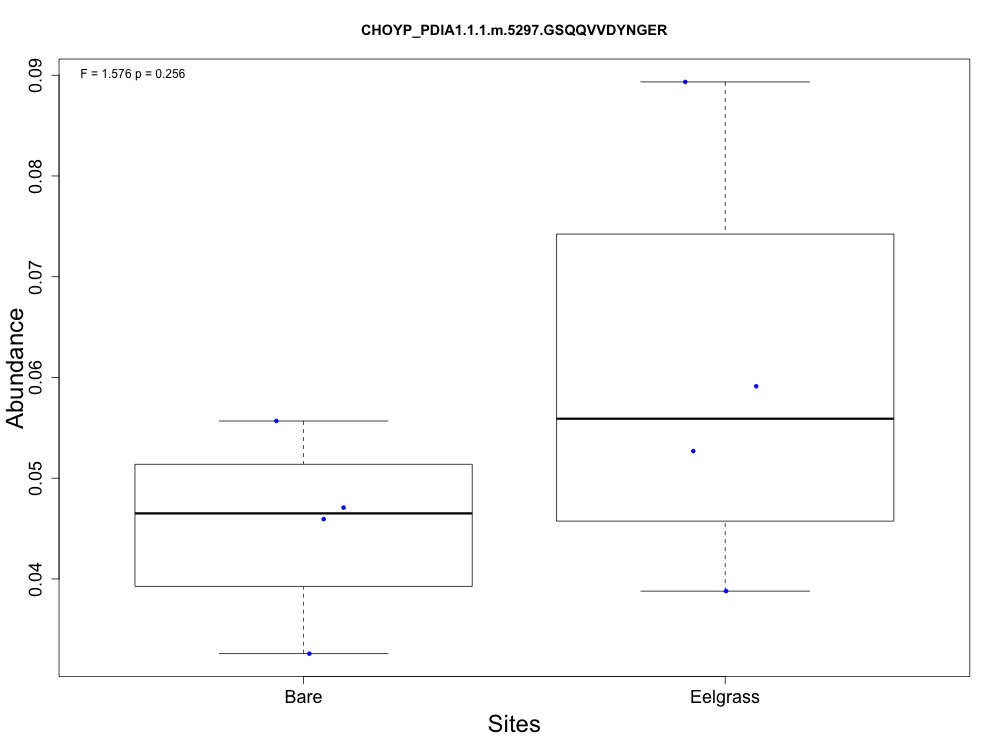 CHOYP_PDIA1.1.1.m.5297.GSQQVVDYNGER
F = 1.576 p = 0.256
Abundance
0.09
0.08
0.07
0.06
0.05
0.04
Bare
Eelgrass
Sites